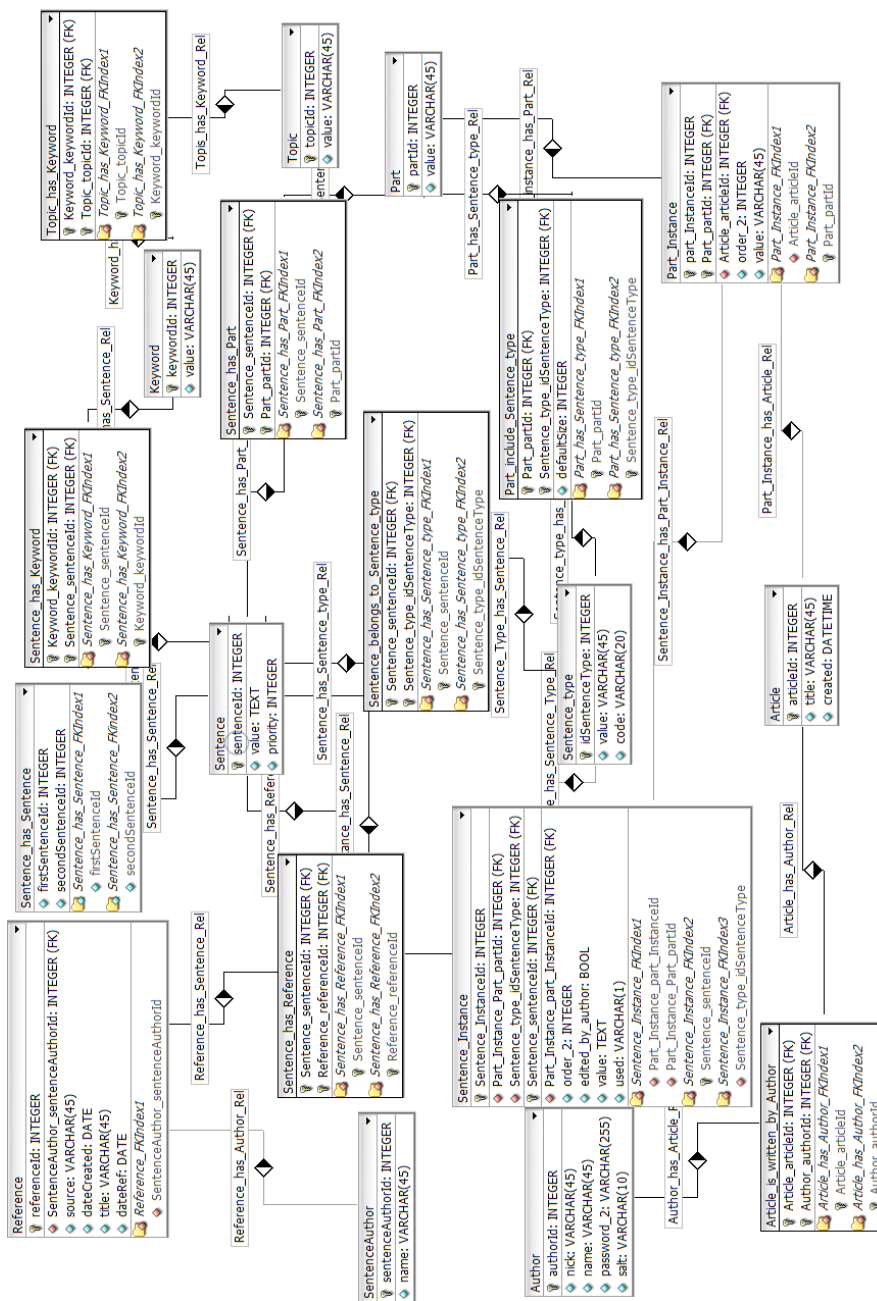 Reference
referenceId: INTEGER
SentenceAuthor_sentenceAuthorId: INTEGER (FK)
source: VARCHAR(45)
dateCreated: DATE
title: VARCHAR(45)
dateRef: DATE
Reference_FKIndex1
SentenceAuthor_sentenceAuthorId
Sentence_has_Sentence
firstSentenceId: INTEGER
secondSentenceId: INTEGER
Sentence_has_Sentence_FKIndex1
firstSentenceId
Sentence_has_Sentence_FKindex2
secondSentenceId
Sentence_has_Keyword
Keyword_keywordId: INTEGER (FK)
Sentence_sentenceId: INTEGER (FK)
Sentence_has_Keyword_FKIndex1
Sentence_sentenceId
Sentence_has_Keyword_FKIndex2
Keyword_keywordId
Topic_has_Keyword
Keyword_keywordId: INTEGER (FK)
Topic_topicId: INTEGER (FK)
Topic_has_Keyword_FKIndex1
Topic_topicId
Topic_has_Keyword_FKIndex2
Keyword_keywordId
has_Sentence_Rel
Keyword_h
Topis_has_Keyword_Rel
Keyword
keywordId: INTEGER
value: VARCHAR(45)
Sentence_has_Sentence_Rel
Reference_has_Sentence_Rel
Reference_has_Author_Rel
Sentence
sentenceId: INTEGER
value: TEXT
priority: INTEGER
Sentence_has_Part_
Sentence_has_Part
Sentence_sentenceId: INTEGER (FK)
Part_partId: INTEGER (FK)
Sentence_has_Part_FKIndex1
Sentence_sentenceId
Sentence_has_Part_FKIndex2
Part_partId
Topic
topicId: INTEGER
value: VARCHAR(45)
Sentence_has_Refere
Sentence_has_Sentence_type_Rel
tance_has_Sentence_Rel
Sentence_has_Reference
Sentence_sentenceId: INTEGER (FK)
Reference_referenceId: INTEGER (FK)
Sentence_has_Reference_FKIndex1
Sentence_sentenceId
Sentence_has_Reference_FKIndex2
Reference_referenceId
SentenceAuthor
sentenceAuthorId: INTEGER
name: VARCHAR(45)
Sentence_belongs_to_Sentence_type
Sentence_sentenceId: INTEGER (FK)
Sentence_type_idSentenceType: INTEGER (FK)
Sentence_has_Sentence_type_FKIndex1
Sentence_sentenceId
Sentence_has_Sentence_type_FKIndex2
Sentence_type_idSentenceType
Part
partId: INTEGER
value: VARCHAR(45)
Part_has_Sentence_type_Rel
Instance_has_Part_Rel
Sentence_Type_has_Sentence_Rel
Part_include_Sentence_type
Part_partId: INTEGER (FK)
Sentence_type_idSentenceType: INTEGER (FK)
defaultSize: INTEGER
Part_has_Sentence_type_FKIndex1
Part_partId
Part_has_Sentence_type_FKIndex2
Sentence_type_idSentenceType
Sentence_Instance
Sentence_InstanceId: INTEGER
Part_Instance_Part_partId: INTEGER (FK)
Sentence_type_idSentenceType: INTEGER (FK)
Sentence_sentenceId: INTEGER (FK)
Part_Instance_part_InstanceId: INTEGER (FK)
order_2: INTEGER
edited_by_author: BOOL
value: TEXT
used: VARCHAR(1)
Sentence_Instance_FKIndex1
Part_Instance_part_InstanceId
Part_Instance_Part_partId
Sentence_Instance_FKIndex2
Sentence_sentenceId
Sentence_Instance_FKIndex3
Sentence_type_idSentenceType
ance_has_Sentence_Type_Rel
Sentence_type_has_
Sentence_type
idSentenceType: INTEGER
value: VARCHAR(45)
code: VARCHAR(20)
Author
authorId: INTEGER
nick: VARCHAR(45)
name: VARCHAR(45)
password_2: VARCHAR(255)
salt: VARCHAR(10)
Sentence_Instance_has_Part_Instance_Rel
Part_Instance
part_InstanceId: INTEGER
Part_partId: INTEGER (FK)
Article_articleId: INTEGER (FK)
order_2: INTEGER
value: VARCHAR(45)
Part_Instance_FKIndex1
Article_articleId
Part_Instance_FKIndex2
Part_partId
Author_has_Article_R
Part_Instance_has_Article_Rel
Article
articleId: INTEGER
title: VARCHAR(45)
created: DATETIME
Article_has_Author_Rel
Article_is_written_by_Author
Article_articleId: INTEGER (FK)
Author_authorId: INTEGER (FK)
Article_has_Author_FKIndex1
Article_articleId
Article_has_Author_FKIndex2
Author_authorId